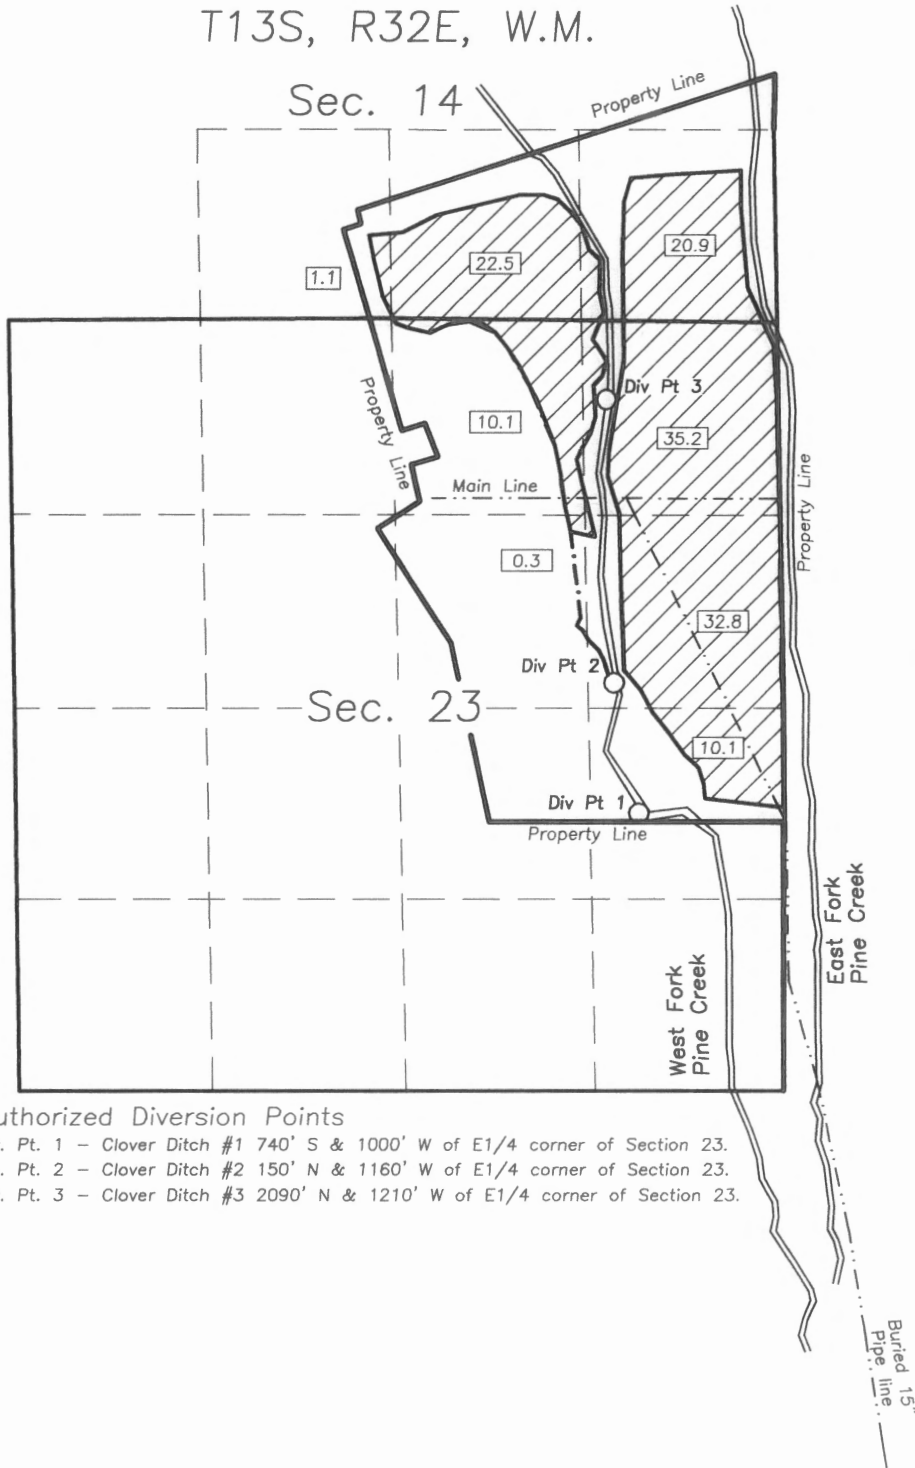 T13S, R32E, W.M.
Sec. 14
Property Line
1.1
22.5
20.9
Div Pt 3
Property Line
10.1
35.2
Main Line
Property Line
0.3
32.8
Div Pt 2
Sec. 23
10.1
Div Pt 1
Property Line
East Fork
Pine Creek
West Fork
Pine Creek
uthorized Diversion Points
. Pt. 1 - Clover Ditch #1 740' S & 1000' W of E1/4 corner of Section 23.
. Pt. 2 - Clover Ditch #2 150' N & 1160' W of E1/4 corner of Section 23.
. Pt. 3 - Clover Ditch #3 2090' N & 1210' W of E1/4 corner of Section 23.
Buried 15"
Pipe line